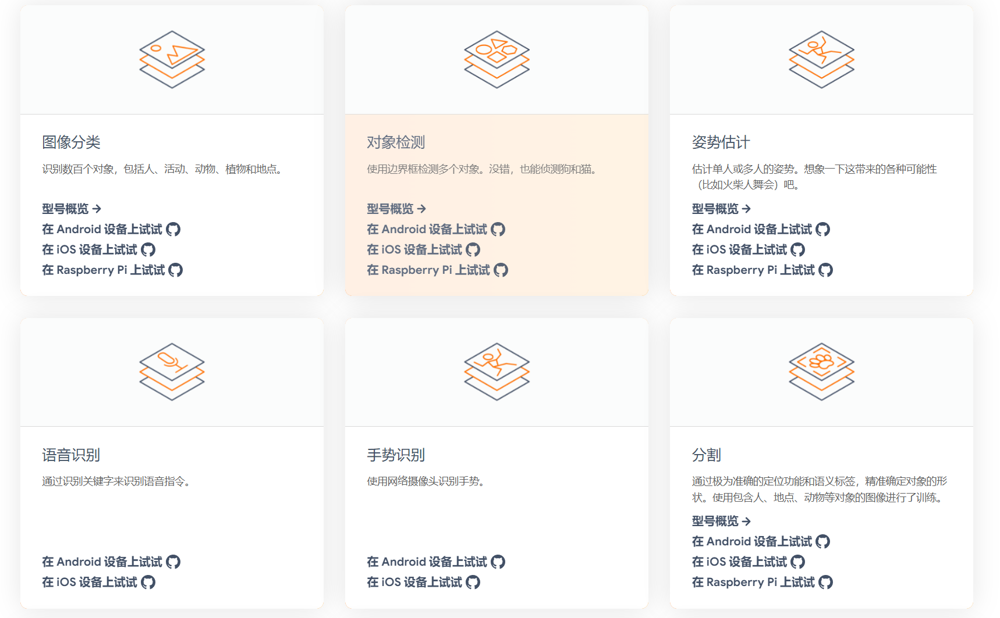 图像分类
识别数百个对象，包括人、活动、动物、植物和地点。
型号概览 →
在 Android 设备上试试
在 iOS 设备上试试
在 Raspberry Pi 上试试
对象检测
使用边界框检测多个对象。没错，也能侦测狗和猫。
型号概览 →
在 Android 设备上试试
在 iOS 设备上试试
在 Raspberry Pi 上试试
姿势估计
估计单人或多人的姿势。想象一下这带来的各种可能性
（比如火柴人舞会）吧。
型号概览 →
在 Android 设备上试试
在 iOS 设备上试试
在 Raspberry Pi 上试试
语音识别
通过识别关键字来识别语音指令。
在 Android 设备上试试
在 iOS 设备上试试
手势识别
使用网络摄像头识别手势。
在 Android 设备上试试
在 iOS 设备上试试
分割
通过极为准确的定位功能和语义标签，精准确定对象的形
状。使用包含人、地点、动物等对象的图像进行了训练。
型号概览 →
在 Android 设备上试试
在 iOS 设备上试试
在 Raspberry Pi 上试试